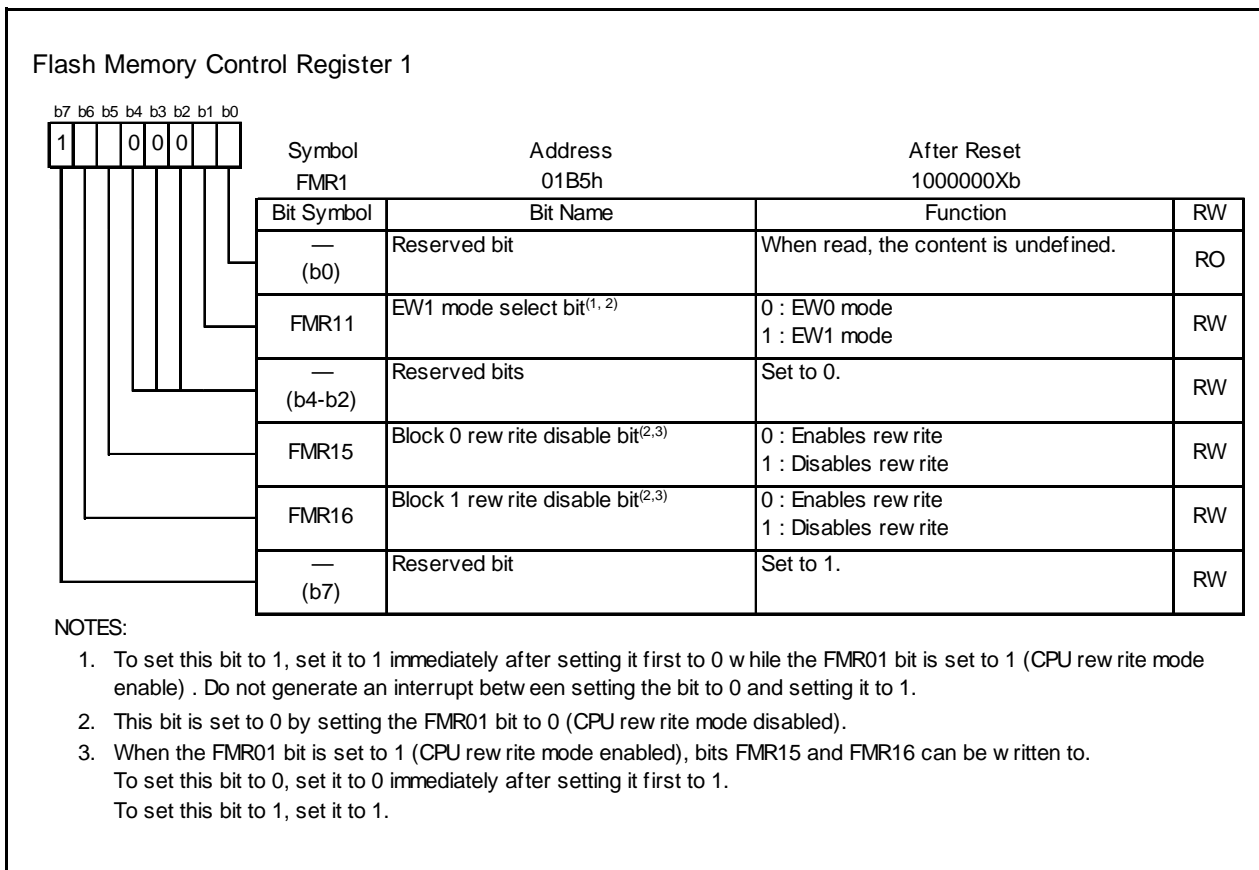 Flash Memory Control Register 1
b7 b6 b5 b4 b3 b2 b1 b0
1 0 0 0
Symbol Address After Reset
FMR1 01B5h 1000000Xb
Bit Symbol Bit Name Function RW
— (b0) Reserved bit When read, the content is undefined. RO
FMR11 EW1 mode select bit(1, 2) 0 : EW0 mode
1 : EW1 mode RW
— (b4-b2) Reserved bits Set to 0. RW
FMR15 Block 0 rew rite disable bit(2,3) 0 : Enables rew rite
1 : Disables rew rite RW
FMR16 Block 1 rew rite disable bit(2,3) 0 : Enables rew rite
1 : Disables rew rite RW
— (b7) Reserved bit Set to 1. RW
NOTES:
1. To set this bit to 1, set it to 1 immediately after setting it first to 0 w hile the FMR01 bit is set to 1 (CPU rew rite mode
enable) . Do not generate an interrupt betw een setting the bit to 0 and setting it to 1.
2. This bit is set to 0 by setting the FMR01 bit to 0 (CPU rew rite mode disabled).
3. When the FMR01 bit is set to 1 (CPU rew rite mode enabled), bits FMR15 and FMR16 can be w ritten to.
To set this bit to 0, set it to 0 immediately after setting it first to 1.
To set this bit to 1, set it to 1.